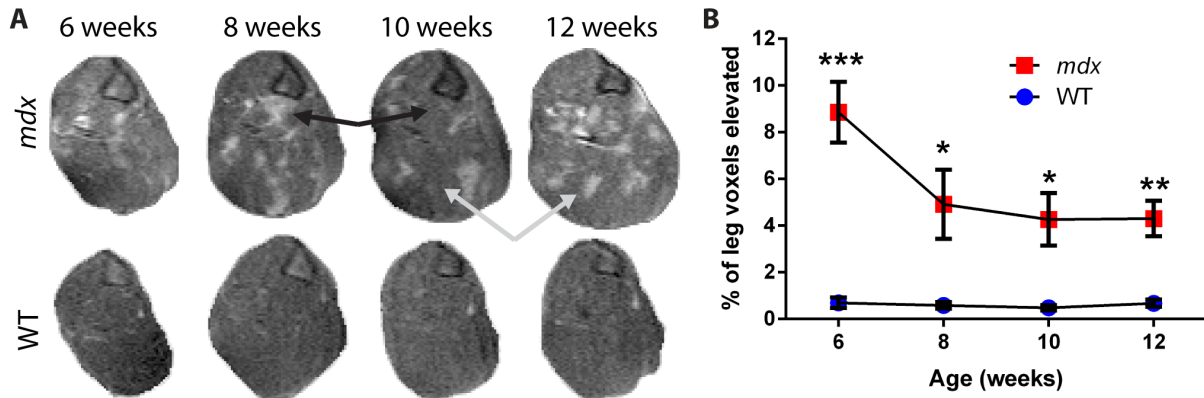 A
6 weeks
8 weeks
10 weeks
12 weeks
mdx
WT
B
% of leg voxels elevated
12
10
8
6
4
2
0
***
*
*
**
mdx
WT
6
8
10
12
Age (weeks)